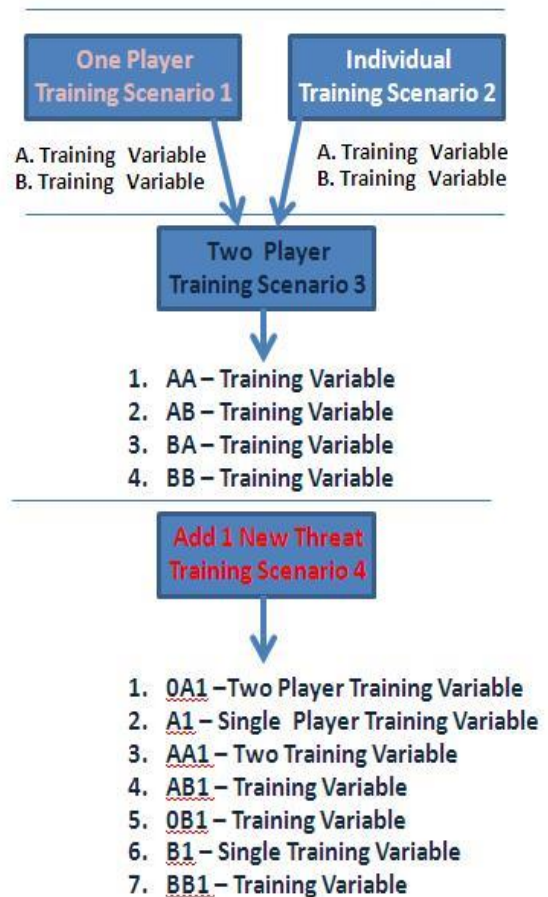 One Player
Training Scenario 1
Individual
Training Scenario 2
A. Training Variable
B. Training Variable
A. Training Variable
B. Training Variable
Two Player
Training Scenario 3
1. AA – Training Variable
2. AB – Training Variable
3. BA – Training Variable
4. BB – Training Variable
Add 1 New Threat
Training Scenario 4
1. 0A1 –Two Player Training Variable
2. A1 – Single Player Training Variable
3. AA1 – Two Training Variable
4. AB1 – Training Variable
5. 0B1 – Training Variable
6. B1 – Single Training Variable
7. BB1 – Training Variable